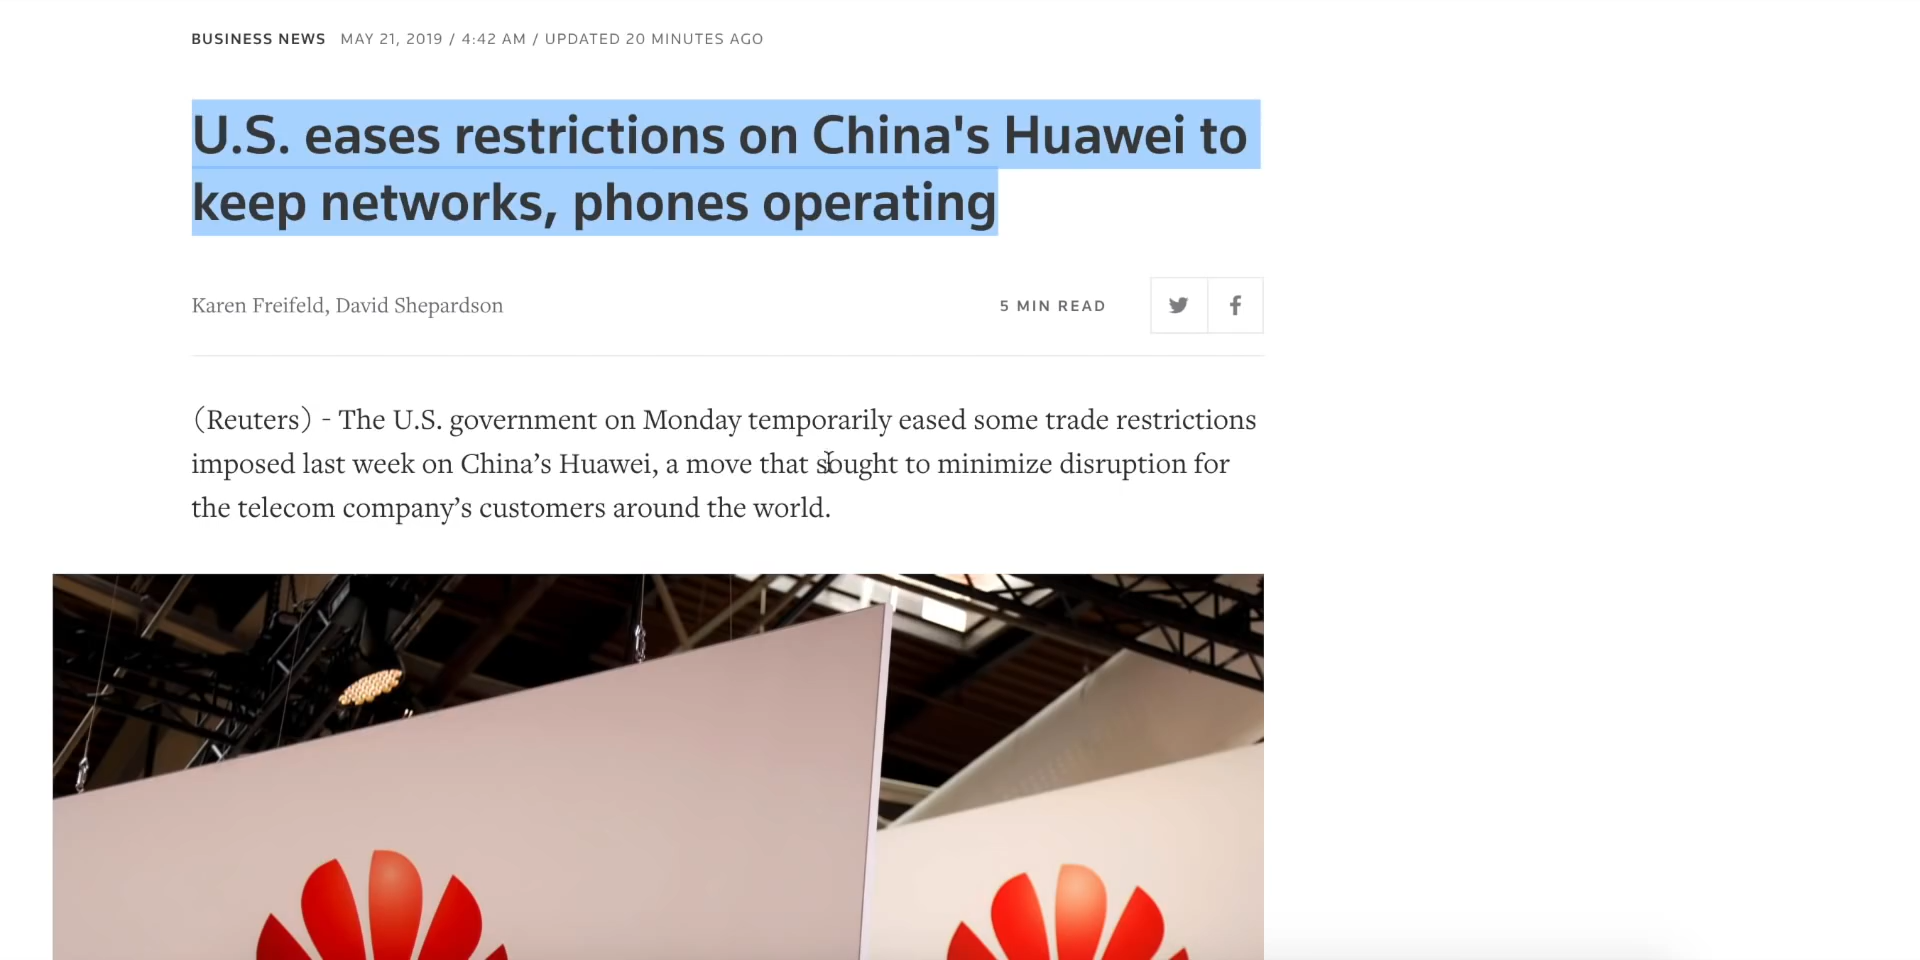 BUSINESS NEWS MAY 21, 2019 / 4:42 AM / UPDATED 20 MINUTES AGO
U.S. eases restrictions on China's Huawei to
keep networks, phones operating
Karen Freifeld, David Shepardson
5 MIN READ
(Reuters) - The U.S. government on Monday temporarily eased some trade restrictions
imposed last week on China’s Huawei, a move that sought to minimize disruption for
the telecom company’s customers around the world.